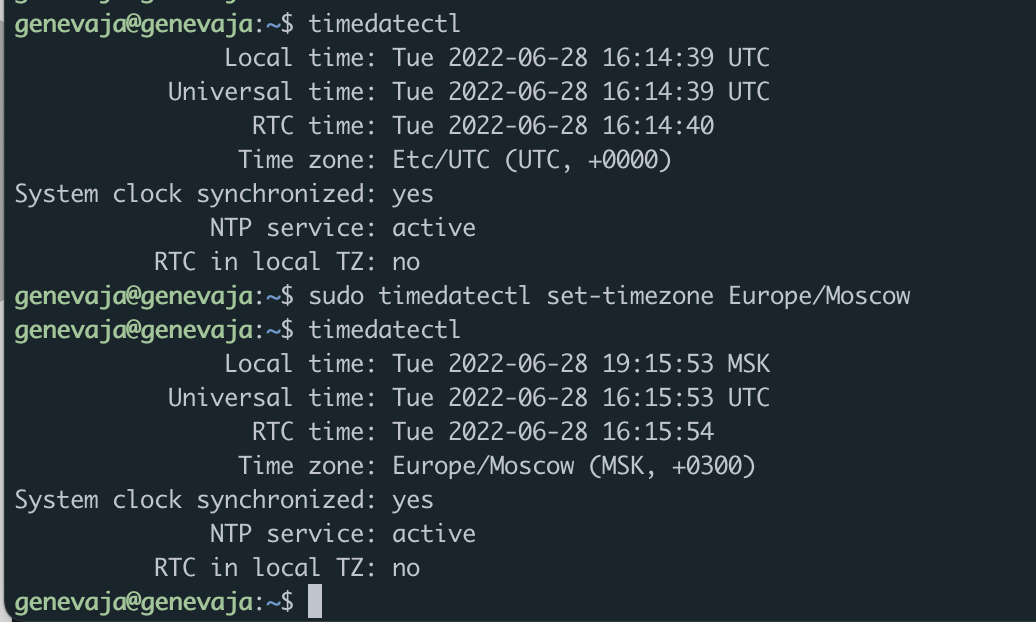 genevaja@genevaja:~$ timedatectl
Local time: Tue 2022-06-28 16:14:39 UTC
Universal time: Tue 2022-06-28 16:14:39 UTC
RTC time: Tue 2022-06-28 16:14:40
Time zone: Etc/UTC (UTC, +0000)
System clock synchronized: yes
NTP service: active
RTC in local TZ: no
genevaja@genevaja:~$ sudo timedatectl set-timezone Europe/Moscow
genevaja@genevaja:~$ timedatectl
Local time: Tue 2022-06-28 19:15:53 MSK
Universal time: Tue 2022-06-28 16:15:53 UTC
RTC time: Tue 2022-06-28 16:15:54
Time zone: Europe/Moscow (MSK, +0300)
System clock synchronized: yes
NTP service: active
RTC in local TZ: no
genevaja@genevaja:~$